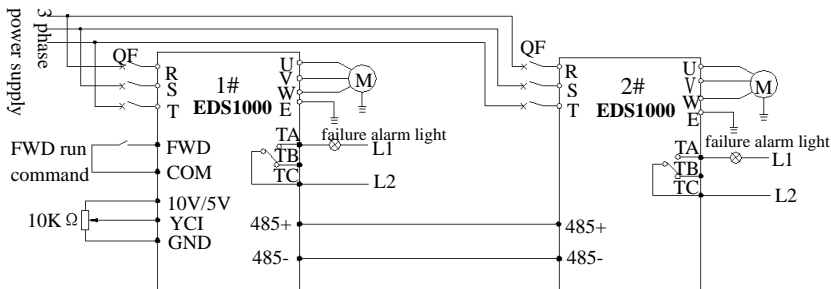 3 phase
power supply
QF
R
S
T
1#
EDS1000
U
V
W
E
M
FWD run
command
FWD
COM
TA
TB
TC
failure alarm light
L1
L2
10K Ω
10V/5V
YCI
GND
485+
485-
QF
R
S
T
2#
EDS1000
U
V
W
E
M
TA
TB
TC
failure alarm light
L1
L2
485+
485-